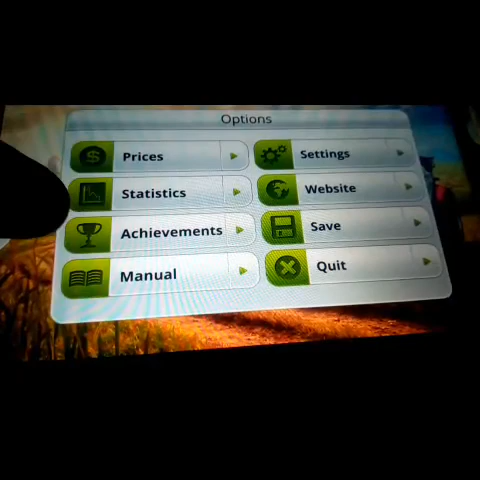 Options
Prices
Settings
Statistics
Website
Achievements
Save
Manual
Quit